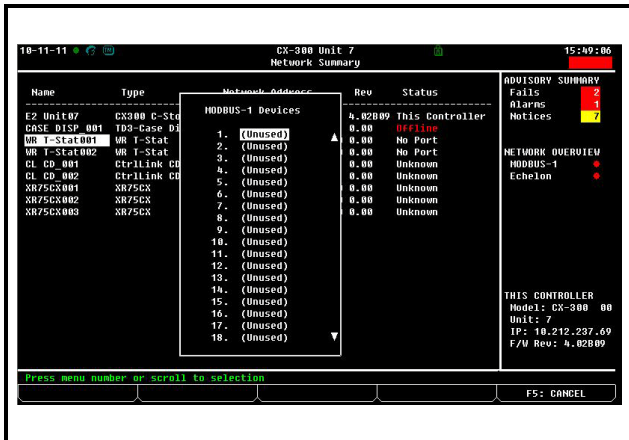 10-11-11 CX-300 Unit 7 15:49:06
Network Summary
Name Type Network Address Rev Status
E2 Unit07 CX300 C-Sto 4.02B09 This Controller
CASE DISP_001 TD3-Case Di 0.00 Offline
WR T-Stat001 WR T-Stat 0.00 No Port
WR T-Stat002 WR T-Stat 0.00 No Port
CL CD_001 CtrlLink CD 0.00 Unknown
CL CD_002 CtrlLink CD 0.00 Unknown
XR75CX001 XR75CX 0.00 Unknown
XR75CX002 XR75CX 0.00 Unknown
XR75CX003 XR75CX 0.00 Unknown
MODBUS-1 Devices
1. (Unused)
2. (Unused)
3. (Unused)
4. (Unused)
5. (Unused)
6. (Unused)
7. (Unused)
8. (Unused)
9. (Unused)
10. (Unused)
11. (Unused)
12. (Unused)
13. (Unused)
14. (Unused)
15. (Unused)
16. (Unused)
17. (Unused)
18. (Unused)
ADVISORY SUMMARY
Fails 2
Alarms 1
Notices 7
NETWORK OVERVIEW
MODBUS-1
Echelon
THIS CONTROLLER
Model: CX-300 00
Unit: 7
IP: 10.212.237.69
F/W Rev: 4.02B09
Press menu number or scroll to selection
F5: CANCEL